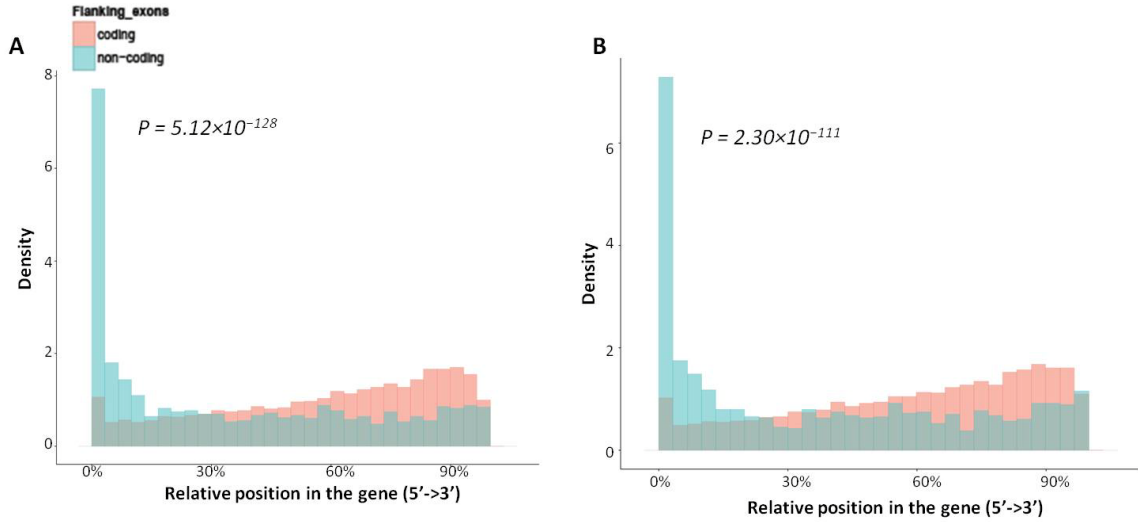 Flanking_exons
coding
non-coding
A
8
6
4
2
0
P = 5.12×10⁻¹²⁸
Density
0%
30%
60%
90%
Relative position in the gene (5’->3’)
B
6
4
2
0
P = 2.30×10⁻¹¹¹
Density
0%
30%
60%
90%
Relative position in the gene (5’->3’)